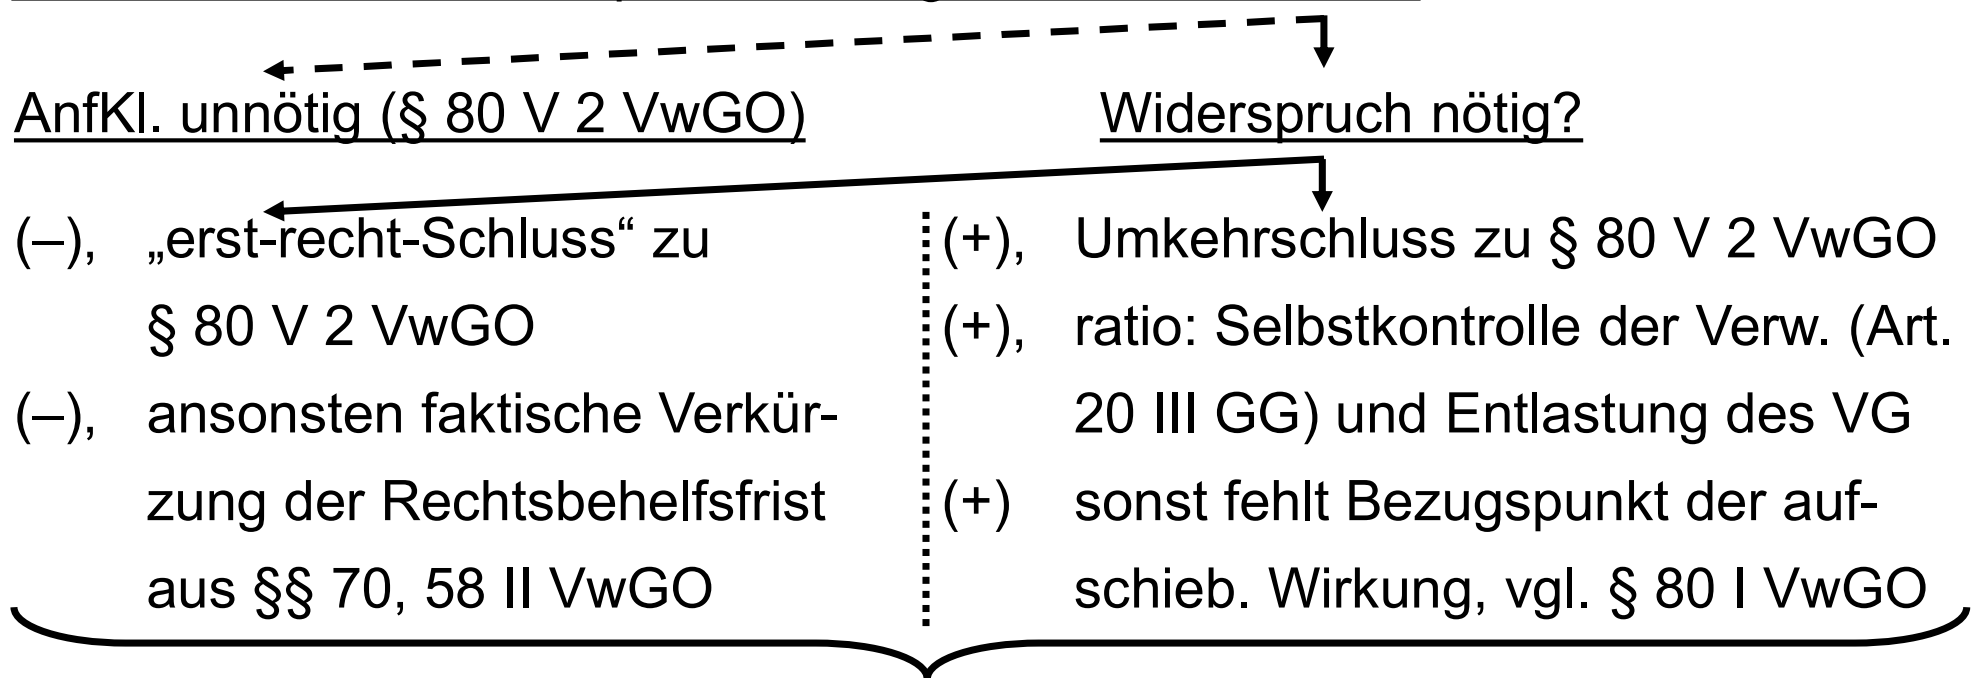 AnfKl. unnötig (§ 80 V 2 VwGO)
Widerspruch nötig?
(–), „erst-recht-Schluss“ zu
§ 80 V 2 VwGO
(–), ansonsten faktische Verkür-
zung der Rechtsbehelfsfrist
aus §§ 70, 58 II VwGO
(+), Umkehrschluss zu § 80 V 2 VwGO
(+), ratio: Selbstkontrolle der Verw. (Art.
20 III GG) und Entlastung des VG
(+) sonst fehlt Bezugspunkt der auf-
schieb. Wirkung, vgl. § 80 I VwGO